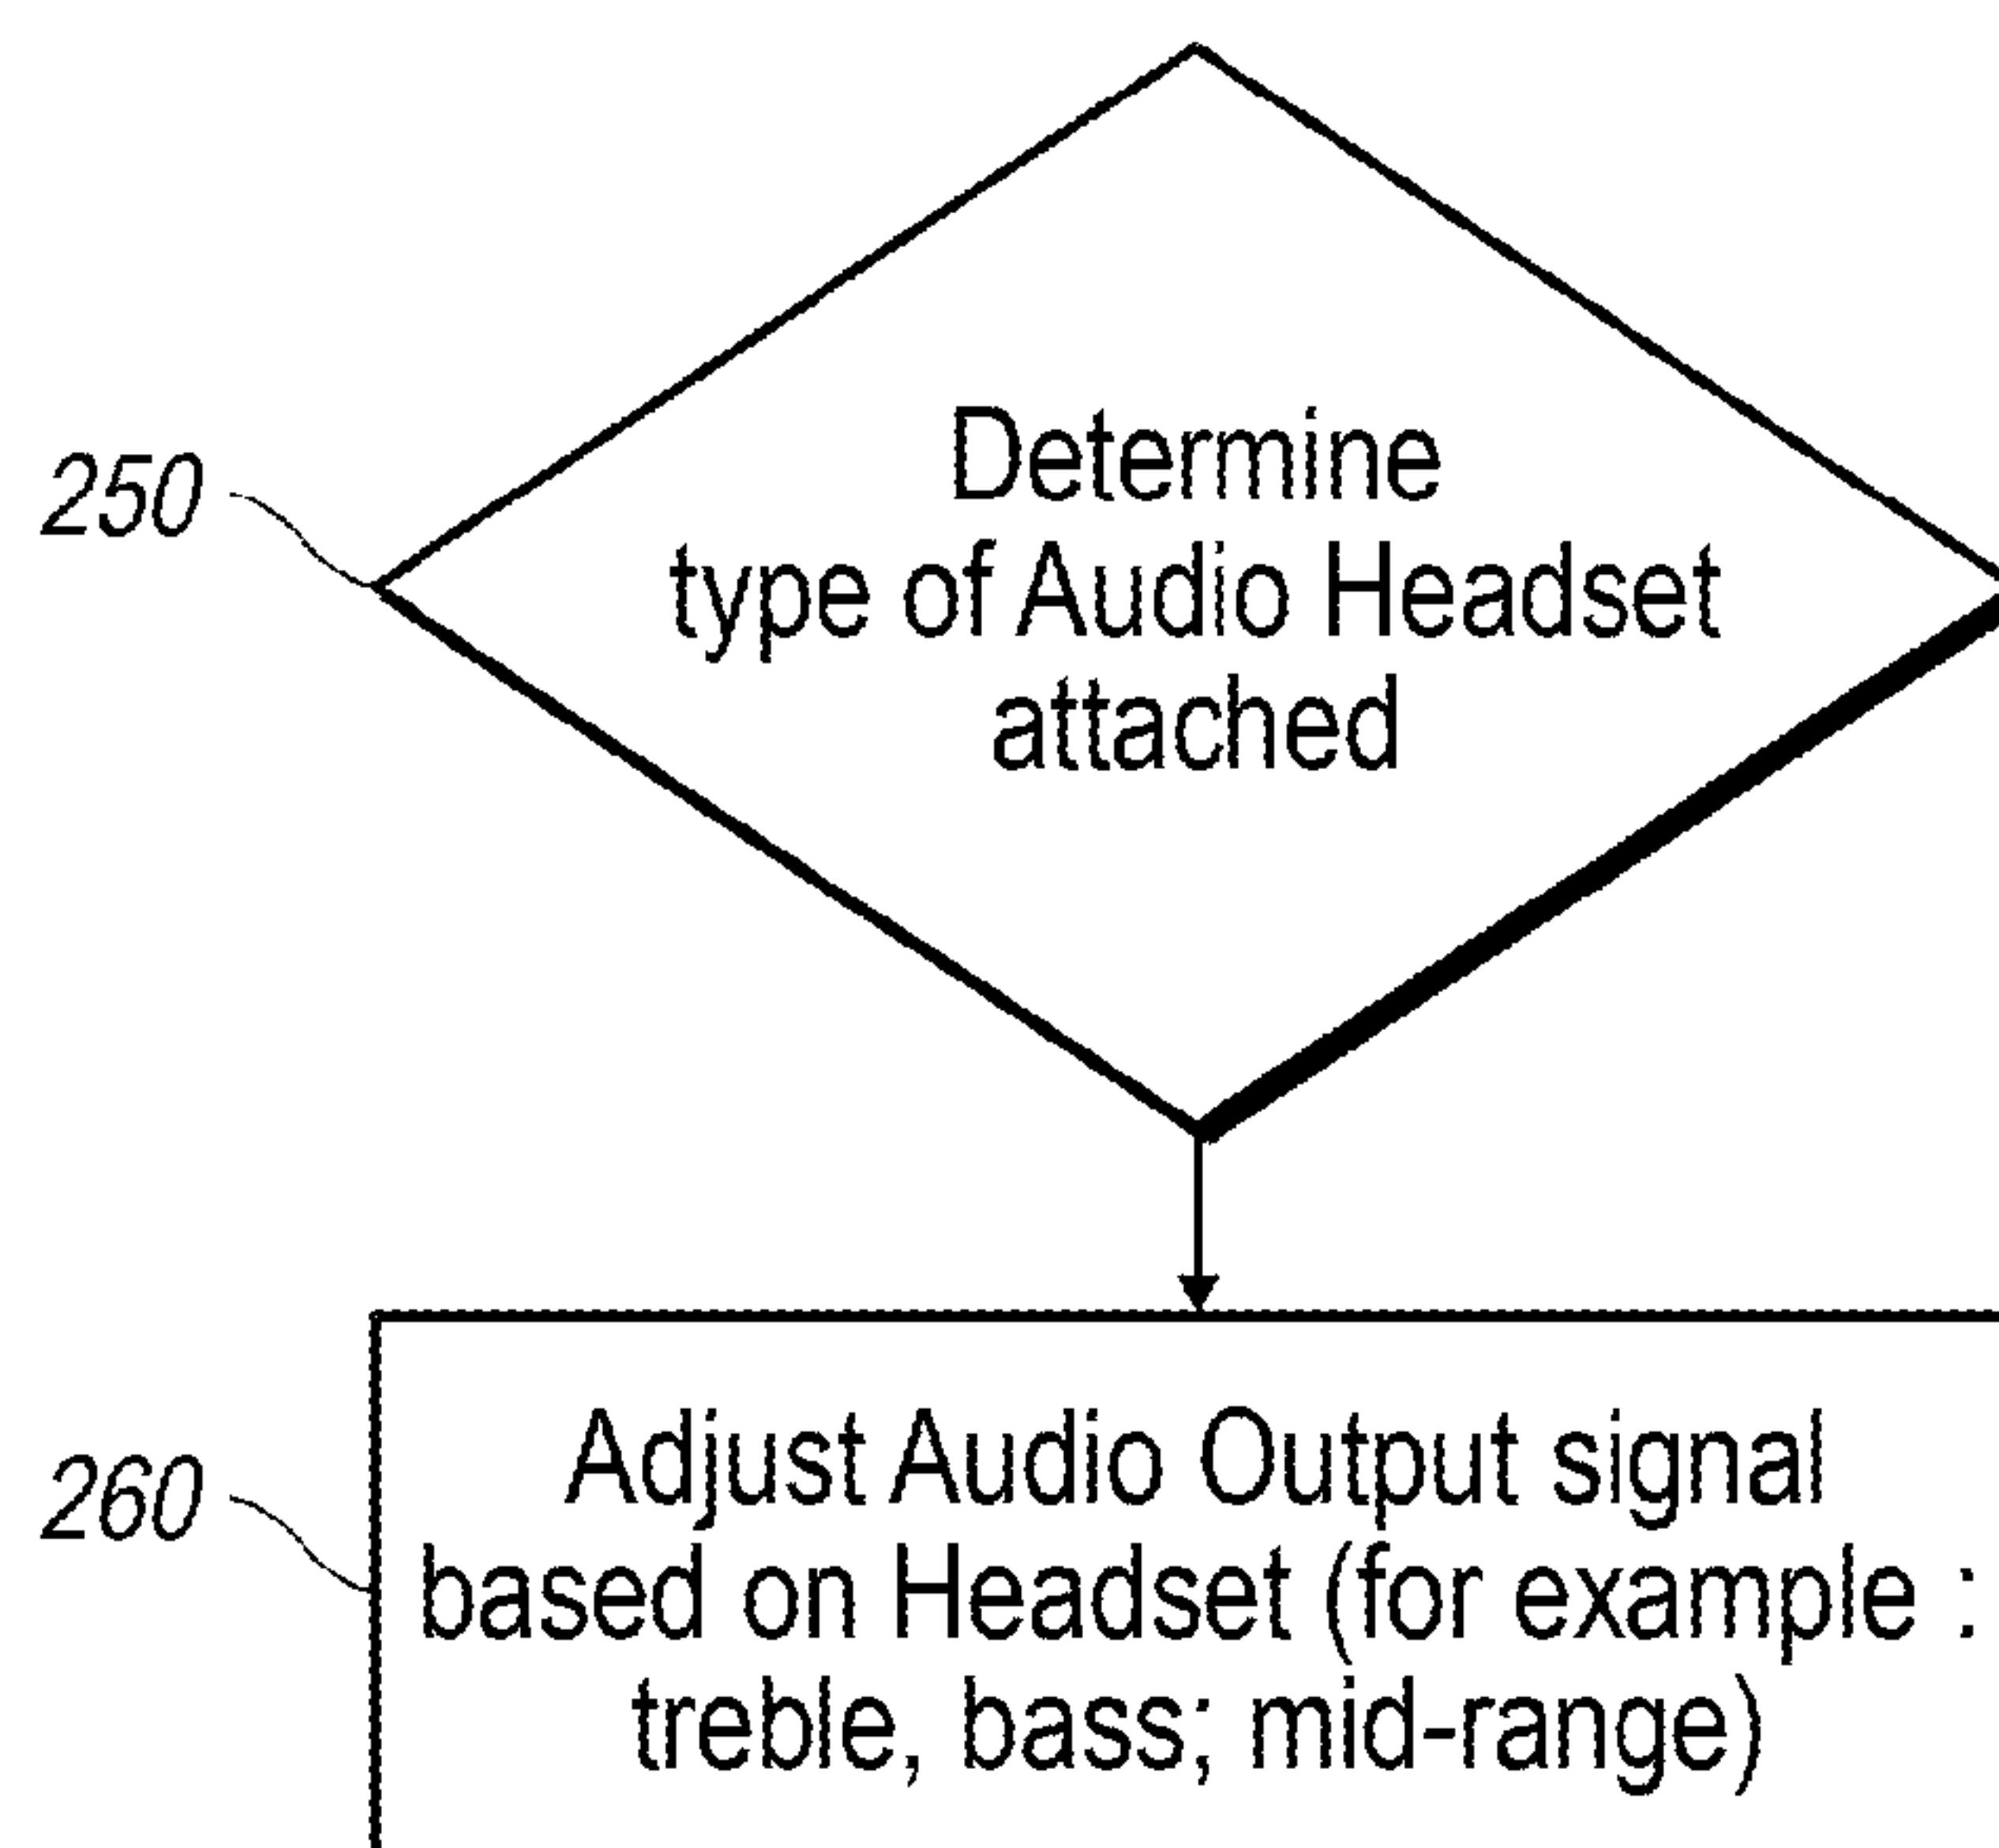 Determine
type of Audio Headset
attached
250
Adjust Audio Output signal
based on Headset (for example :
treble, bass; mid-range)
260